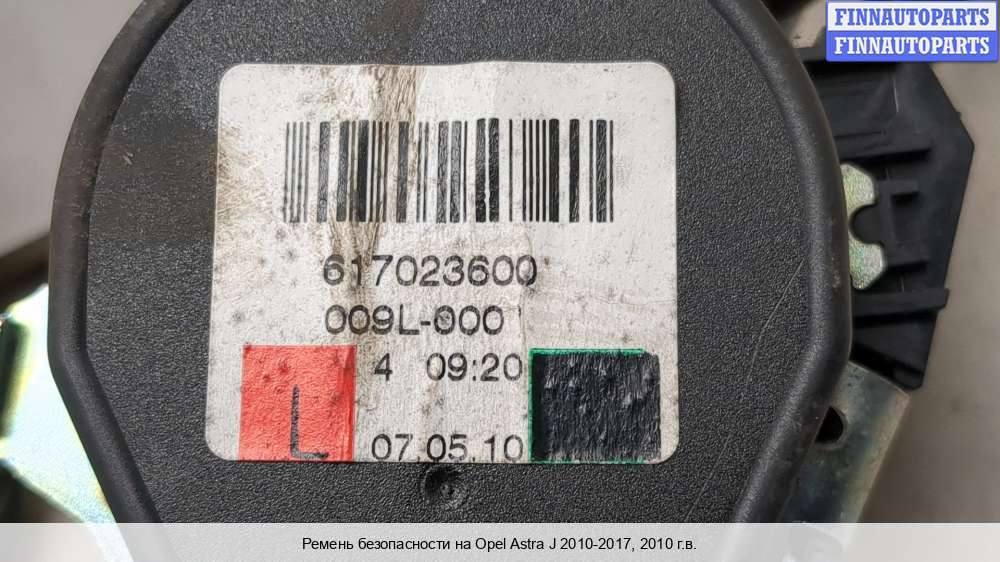 FINNAUTOPARTS
FINNAUTOPARTS
617023600
009L-000
4 09:20
L 07.05.10
Ремень безопасности на Opel Astra J 2010-2017, 2010 г.в.